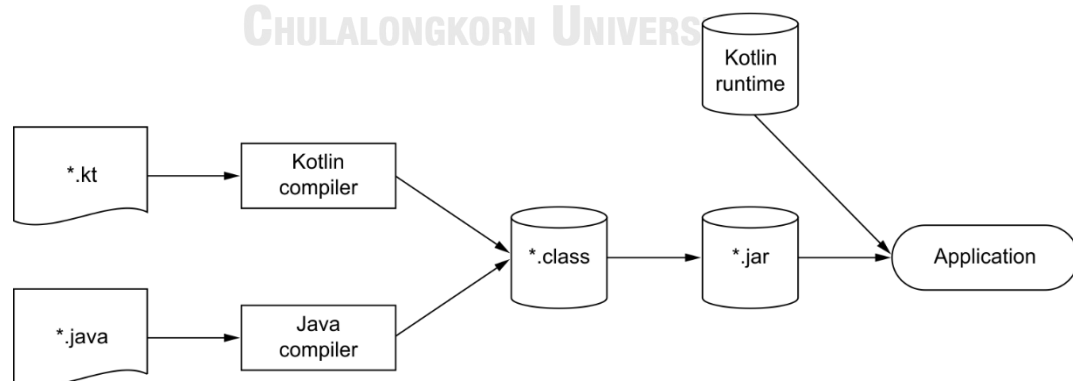 CHULALONGKORN UNIVERS
Kotlin
runtime
*.kt
Kotlin
compiler
*.class
*.jar
Application
*.java
Java
compiler